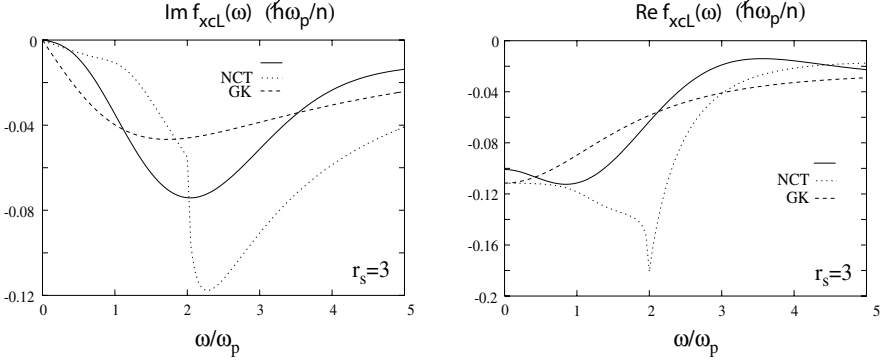 Im f_xcL(ω) (ħω_p/n)
0
-0.04
-0.08
-0.12
NCT
GK
r_s=3
0 1 2 3 4 5
ω/ω_p
Re f_xcL(ω) (ħω_p/n)
0
-0.04
-0.08
-0.12
-0.16
-0.2
NCT
GK
r_s=3
0 1 2 3 4 5
ω/ω_p